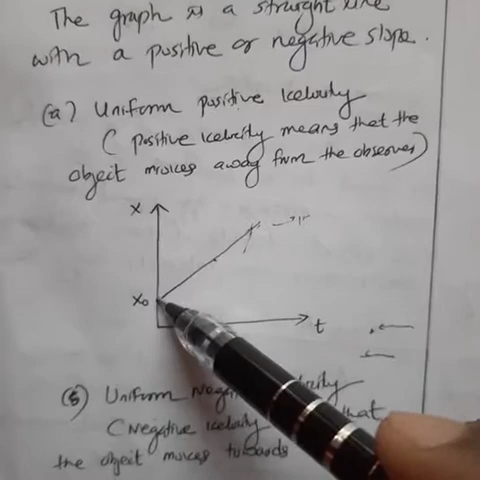 The graph is a straight line
with a positive or negative slope.
(a) Uniform positive velocity
( positive velocity means that the
object moves away from the observer)
x
x₀
t
Uniform
(Negative velocity that
the object moves towards